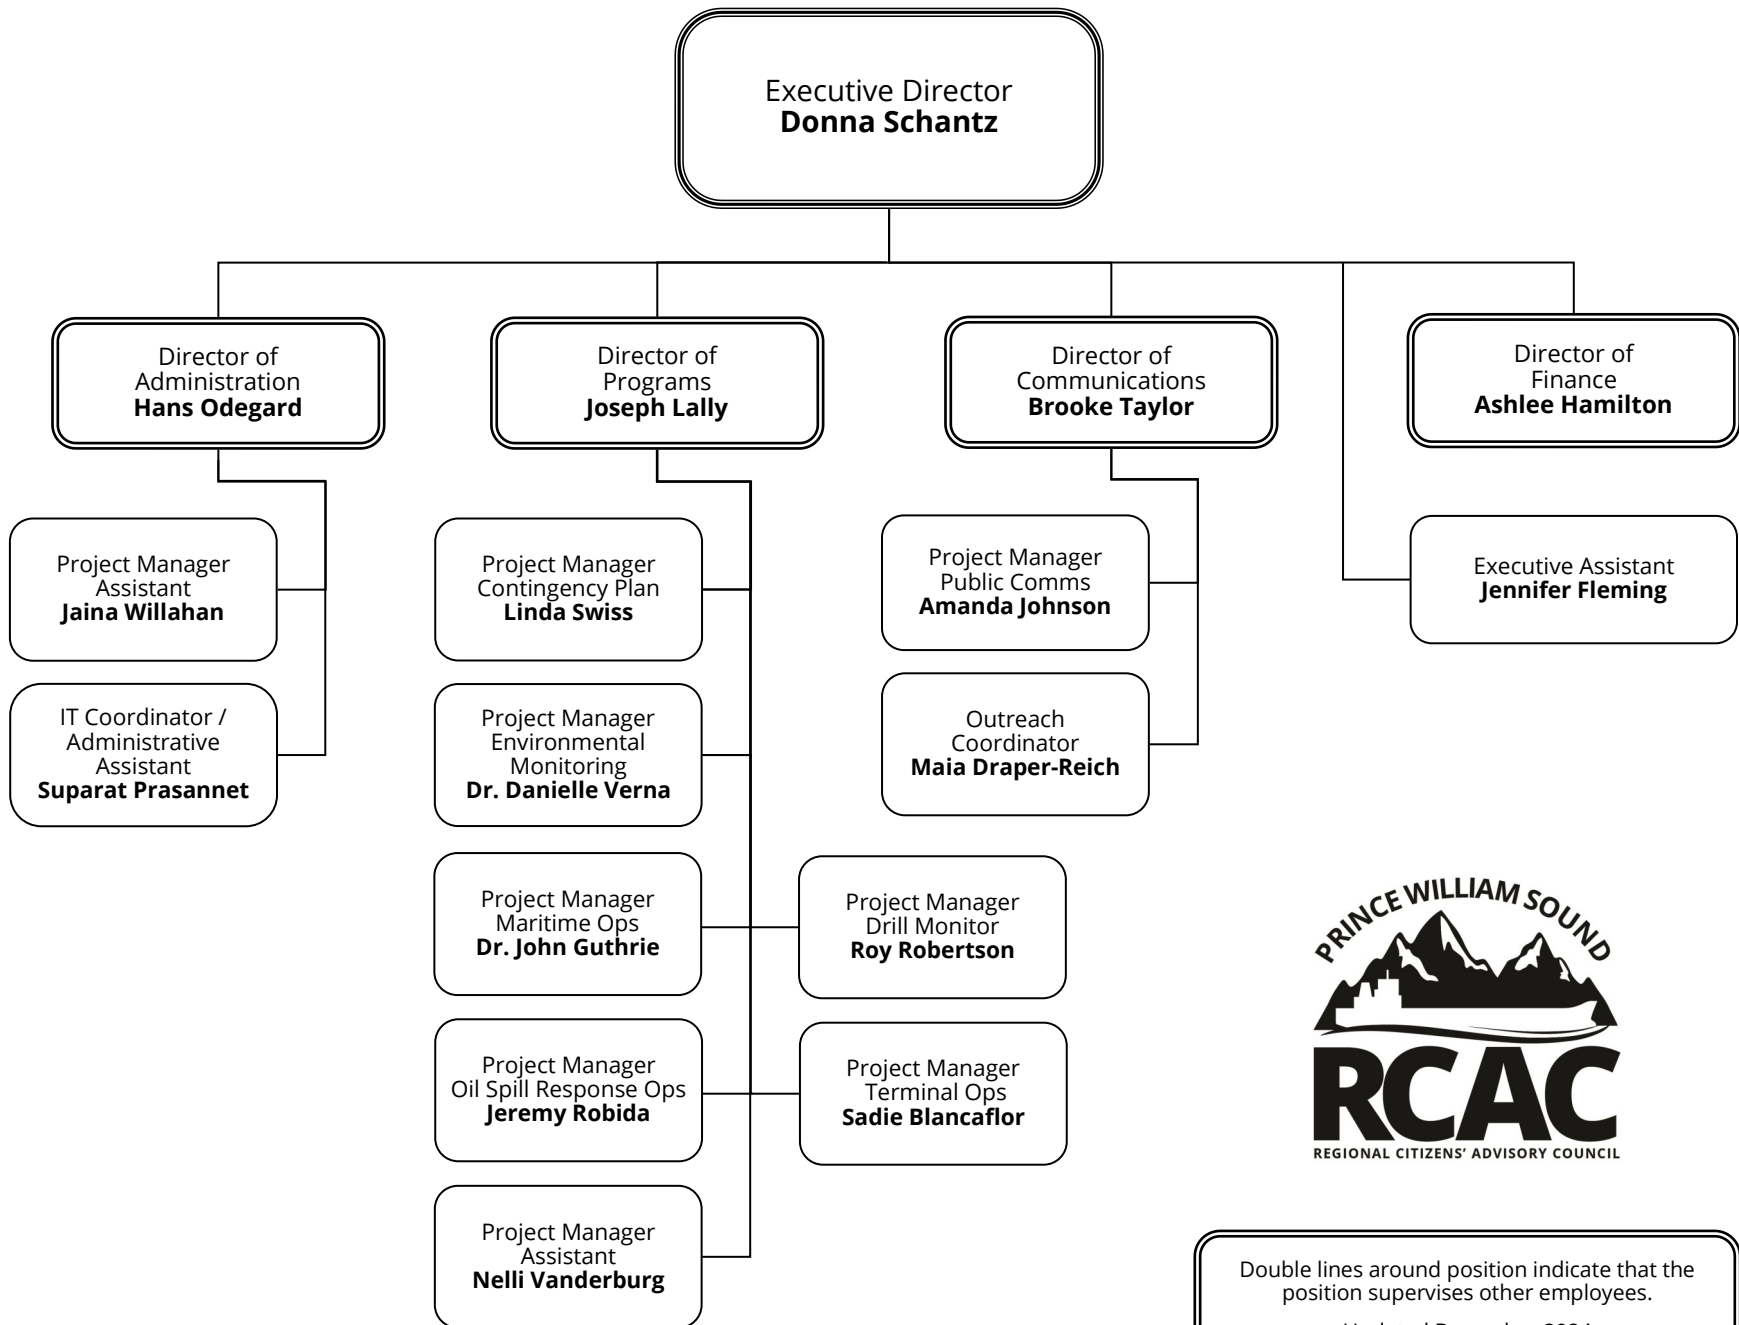 Executive Director
Donna Schantz
Director of
Administration
Hans Odegard
Director of
Programs
Joseph Lally
Director of
Communications
Brooke Taylor
Director of
Finance
Ashlee Hamilton
Project Manager
Assistant
Jaina Willahan
Project Manager
Contingency Plan
Linda Swiss
Project Manager
Public Comms
Amanda Johnson
Executive Assistant
Jennifer Fleming
IT Coordinator /
Administrative
Assistant
Suparat Prasannet
Project Manager
Environmental
Monitoring
Dr. Danielle Verna
Outreach
Coordinator
Maia Draper-Reich
Project Manager
Maritime Ops
Dr. John Guthrie
Project Manager
Drill Monitor
Roy Robertson
Project Manager
Oil Spill Response Ops
Jeremy Robida
Project Manager
Terminal Ops
Sadie Blancaflor
Project Manager
Assistant
Nelli Vanderburg
PRINCE WILLIAM SOUND
RCAC
REGIONAL CITIZENS' ADVISORY COUNCIL
Double lines around position indicate that the
position supervises other employees.